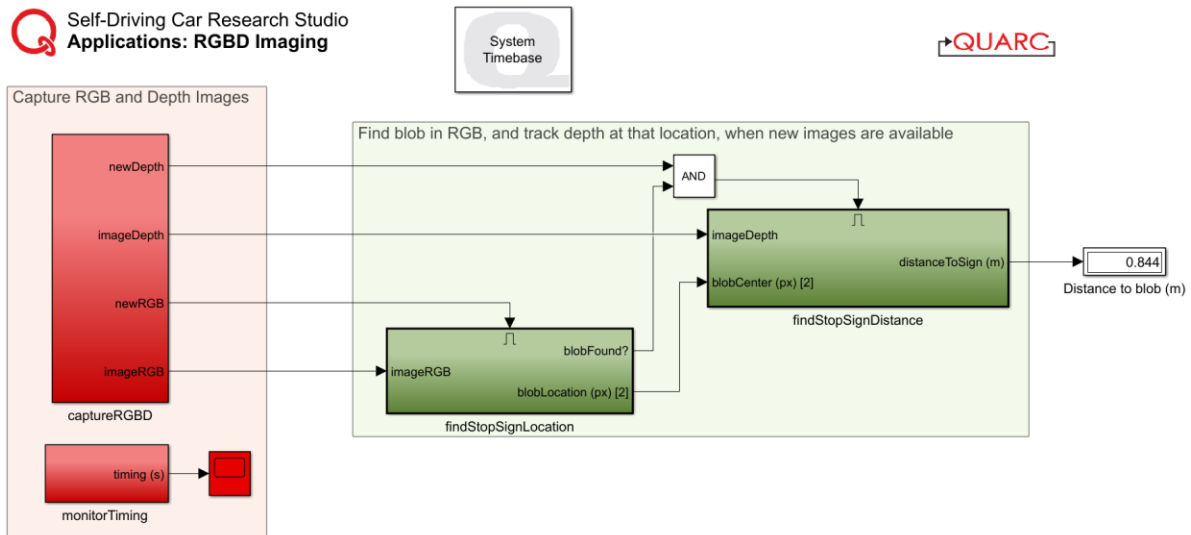 Self-Driving Car Research Studio
Applications: RGBD Imaging
System
Timebase
QUARC
Capture RGB and Depth Images
newDepth
imageDepth
newRGB
imageRGB
captureRGBD
timing (s)
monitorTiming
Find blob in RGB, and track depth at that location, when new images are available
AND
imageDepth
distanceToSign (m)
blobCenter (px) [2]
findStopSignDistance
blobFound?
imageRGB
blobLocation (px) [2]
findStopSignLocation
0.844
Distance to blob (m)